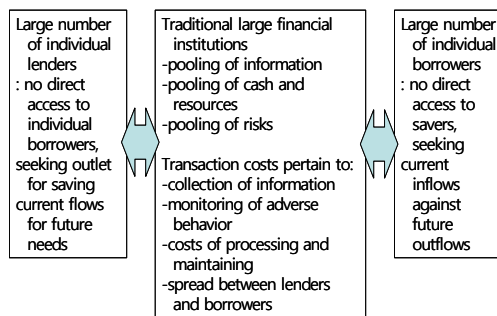 Large number
of individual
lenders
: no direct
access to
individual
borrowers,
seeking outlet
for saving
current flows
for future
needs
Traditional large financial
institutions
-pooling of information
-pooling of cash and
resources
-pooling of risks
Transaction costs pertain to:
-collection of information
-monitoring of adverse
behavior
-costs of processing and
maintaining
-spread between lenders
and borrowers
Large number
of individual
borrowers
: no direct
access to
savers,
seeking
current
inflows
against
future
outflows